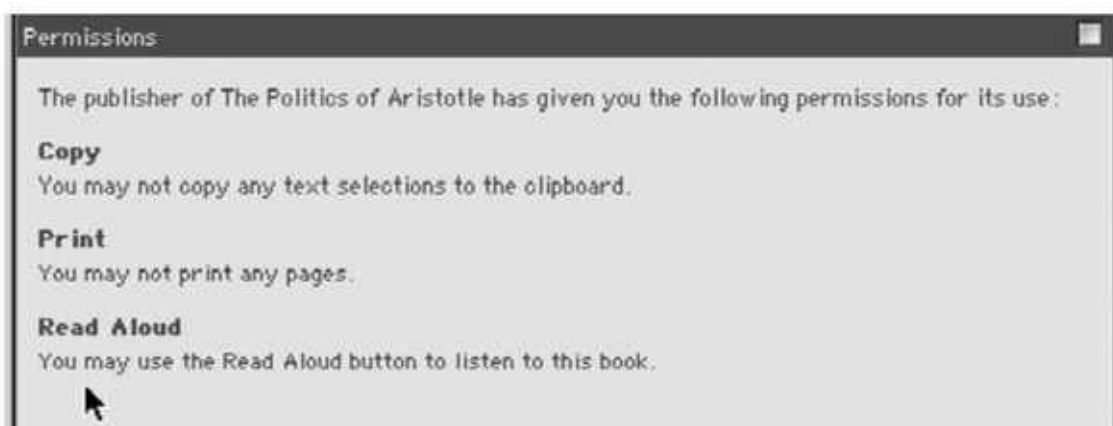 Permissions
The publisher of The Politics of Aristotle has given you the following permissions for its use:
Copy
You may not copy any text selections to the clipboard.
Print
You may not print any pages.
Read Aloud
You may use the Read Aloud button to listen to this book.